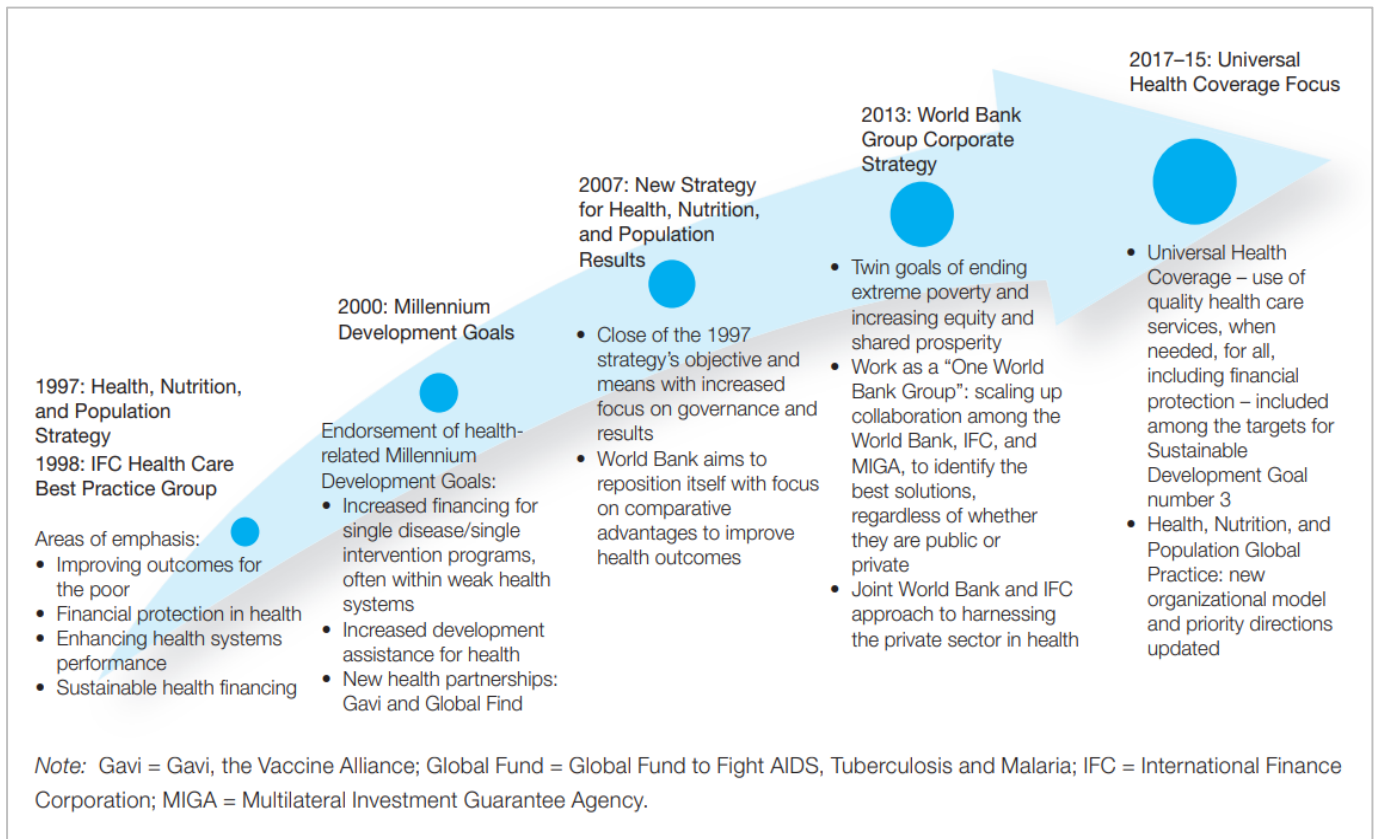 1997: Health, Nutrition,
and Population
Strategy
1998: IFC Health Care
Best Practice Group
Areas of emphasis:
• Improving outcomes for
the poor
• Financial protection in health
• Enhancing health systems
performance
• Sustainable health financing
2000: Millennium
Development Goals
Endorsement of health-
related Millennium
Development Goals:
• Increased financing for
single disease/single
intervention programs,
often within weak health
systems
• Increased development
assistance for health
• New health partnerships:
Gavi and Global Find
2007: New Strategy
for Health, Nutrition,
and Population
Results
• Close of the 1997
strategy’s objective and
means with increased
focus on governance and
results
• World Bank aims to
reposition itself with focus
on comparative
advantages to improve
health outcomes
2013: World Bank
Group Corporate
Strategy
• Twin goals of ending
extreme poverty and
increasing equity and
shared prosperity
• Work as a “One World
Bank Group”: scaling up
collaboration among the
World Bank, IFC, and
MIGA, to identify the
best solutions,
regardless of whether
they are public or
private
• Joint World Bank and IFC
approach to harnessing
the private sector in health
2017–15: Universal
Health Coverage Focus
• Universal Health
Coverage – use of
quality health care
services, when
needed, for all,
including financial
protection – included
among the targets for
Sustainable
Development Goal
number 3
• Health, Nutrition, and
Population Global
Practice: new
organizational model
and priority directions
updated
Note: Gavi = Gavi, the Vaccine Alliance; Global Fund = Global Fund to Fight AIDS, Tuberculosis and Malaria; IFC = International Finance
Corporation; MIGA = Multilateral Investment Guarantee Agency.